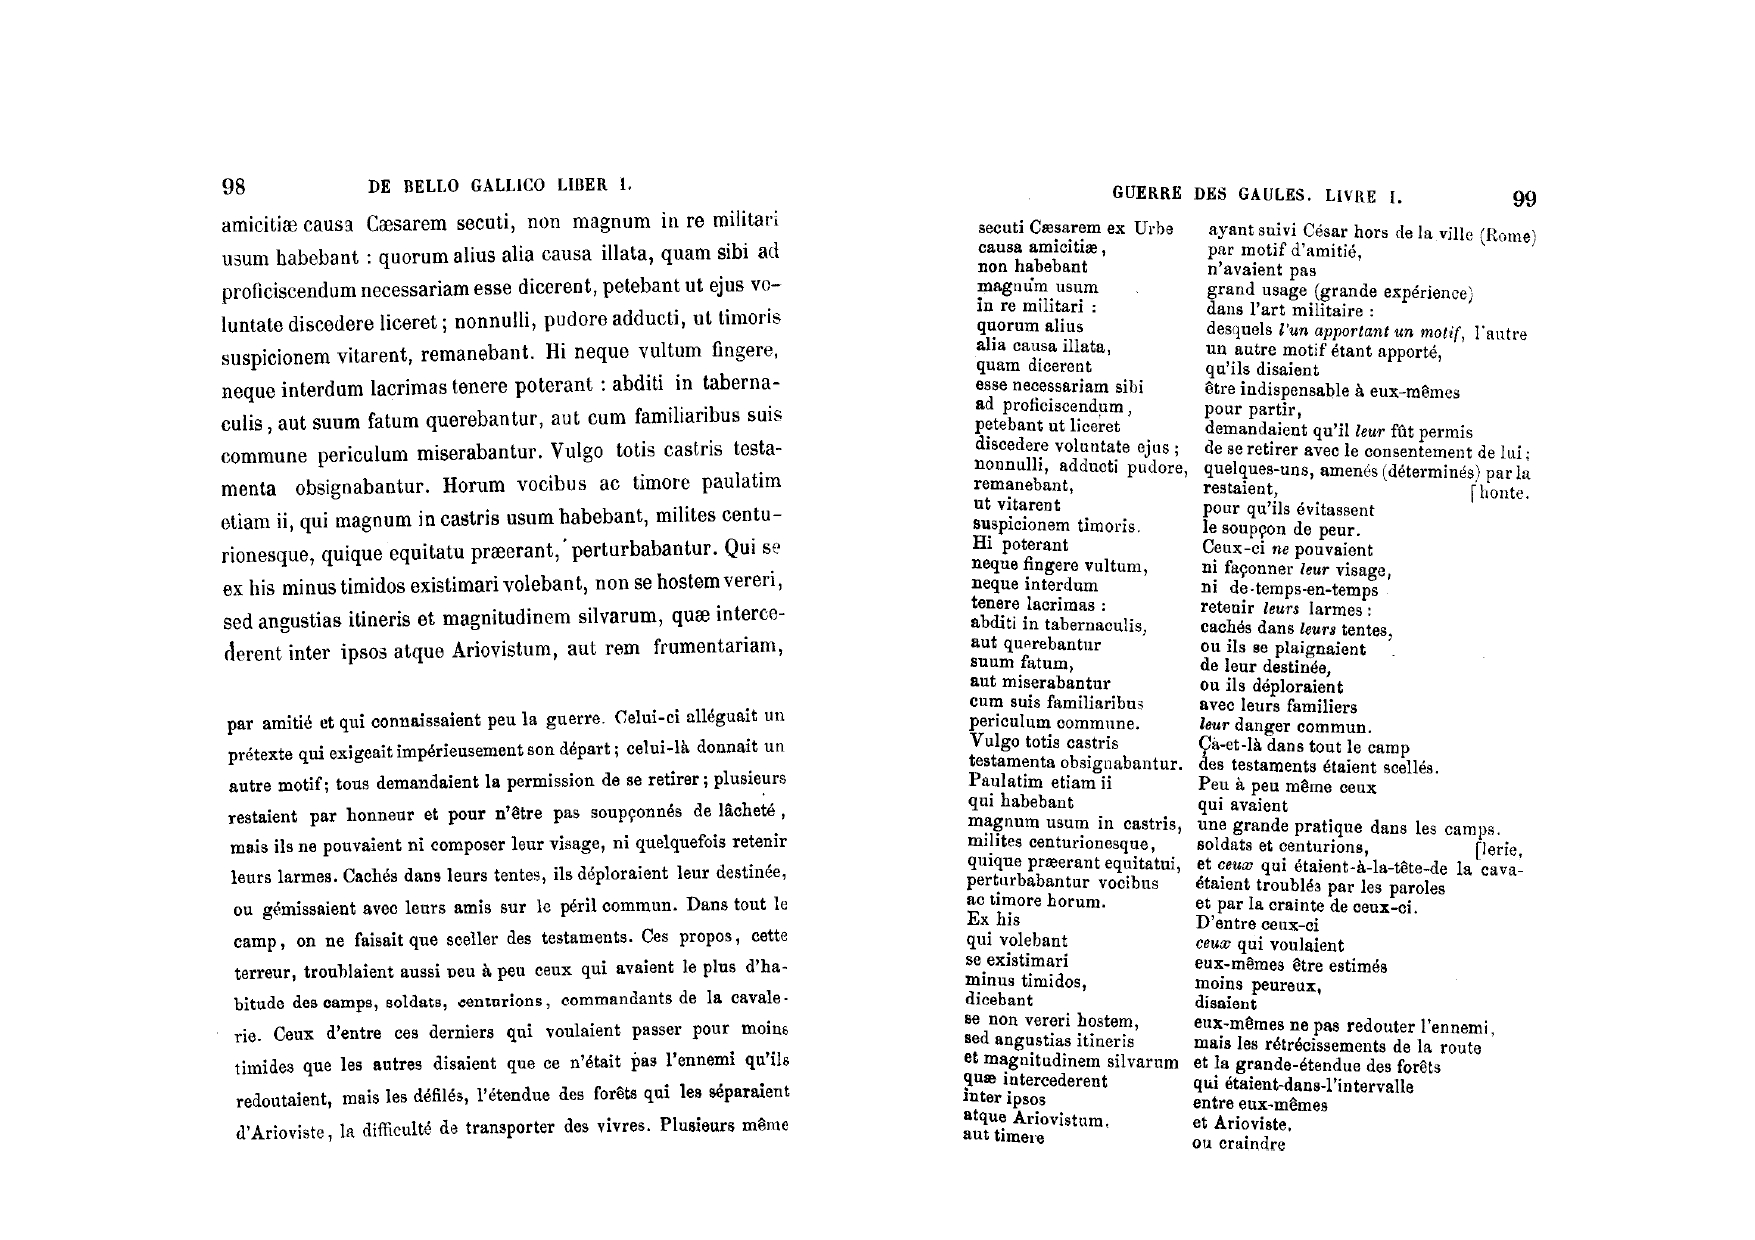 98 DE BELLO GALLICO LIBER I.
amicitiæ causa Cæsarem secuti, non magnum in re militari
usum habebant : quorum alius alia causa illata, quam sibi ad
proficiscendum necessariam esse dicerent, petebant ut ejus vo-
luntate discedere liceret ; nonnulli, pudore adducti, ut timoris
suspicionem vitarent, remanebant. Hi neque vultum fingere,
neque interdum lacrimas tenere poterant : abditi in taberna-
culis, aut suum fatum querebantur, aut cum familiaribus suis
commune periculum miserabantur. Vulgo totis castris testa-
menta obsignabantur. Horum vocibus ac timore paulatim
etiam ii, qui magnum in castris usum habebant, milites centu-
rionesque, quique equitatu præerant, perturbabantur. Qui se
ex his minus timidos existimari volebant, non se hostem vereri,
sed angustias itineris et magnitudinem silvarum, quæ interce-
derent inter ipsos atque Ariovistum, aut rem frumentariam,
par amitié et qui connaissaient peu la guerre. Celui-ci alléguait un
prétexte qui exigeait impérieusement son départ ; celui-là donnait un
autre motif ; tous demandaient la permission de se retirer ; plusieurs
restaient par honneur et pour n'être pas soupçonnés de lâcheté,
mais ils ne pouvaient ni composer leur visage, ni quelquefois retenir
leurs larmes. Cachés dans leurs tentes, ils déploraient leur destinée,
ou gémissaient avec leurs amis sur le péril commun. Dans tout le
camp, on ne faisait que sceller des testaments. Ces propos, cette
terreur, troublaient aussi peu à peu ceux qui avaient le plus d'ha-
bitude des camps, soldats, centurions, commandants de la cavale-
rie. Ceux d'entre ces derniers qui voulaient passer pour moins
timides que les autres disaient que ce n'était pas l'ennemi qu'ils
redoutaient, mais les défilés, l'étendue des forêts qui les séparaient
d'Arioviste, la difficulté de transporter des vivres. Plusieurs même
GUERRE DES GAULES. LIVRE I. 99
secuti Cæsarem ex Urbe
causa amicitiæ,
non habebant
magnum usum
in re militari :
quorum alius
alia causa illata,
quam dicerent
esse necessariam sibi
ad proficiscendum,
petebant ut liceret
discedere voluntate ejus ;
nonnulli, adducti pudore,
remanebant,
ut vitarent
suspicionem timoris.
Hi poterant
neque fingere vultum,
neque interdum
tenere lacrimas :
abditi in tabernaculis,
aut querebantur
suum fatum,
aut miserabantur
cum suis familiaribus
periculum commune.
Vulgo totis castris
testamenta obsignabantur.
Paulatim etiam ii
qui habebant
magnum usum in castris,
milites centurionesque,
quique præerant equitatui,
perturbabantur vocibus
ac timore horum.
Ex his
qui volebant
se existimari
minus timidos,
dicebant
se non vereri hostem,
sed angustias itineris
et magnitudinem silvarum
quæ intercederent
inter ipsos
atque Ariovistum,
aut timere
ayant suivi César hors de la ville (Rome)
par motif d'amitié,
n'avaient pas
grand usage (grande expérience)
dans l'art militaire :
desquels l'un apportant un motif, l'autre
un autre motif étant apporté,
qu'ils disaient
être indispensable à eux-mêmes
pour partir,
demandaient qu'il leur fût permis
de se retirer avec le consentement de lui ;
quelques-uns, amenés (déterminés) par la
restaient, [honte.
pour qu'ils évitassent
le soupçon de peur.
Ceux-ci ne pouvaient
ni façonner leur visage,
ni de-temps-en-temps
retenir leurs larmes :
cachés dans leurs tentes,
ou ils se plaignaient
de leur destinée,
ou ils déploraient
avec leurs familiers
leur danger commun.
Çà-et-là dans tout le camp
des testaments étaient scellés.
Peu à peu même ceux
qui avaient
une grande pratique dans les camps.
soldats et centurions, [lerie,
et ceux qui étaient-à-la-tête-de la cava-
étaient troublés par les paroles
et par la crainte de ceux-ci.
D'entre ceux-ci
ceux qui voulaient
eux-mêmes être estimés
moins peureux,
disaient
eux-mêmes ne pas redouter l'ennemi,
mais les rétrécissements de la route
et la grande-étendue des forêts
qui étaient-dans-l'intervalle
entre eux-mêmes
et Arioviste,
ou craindre